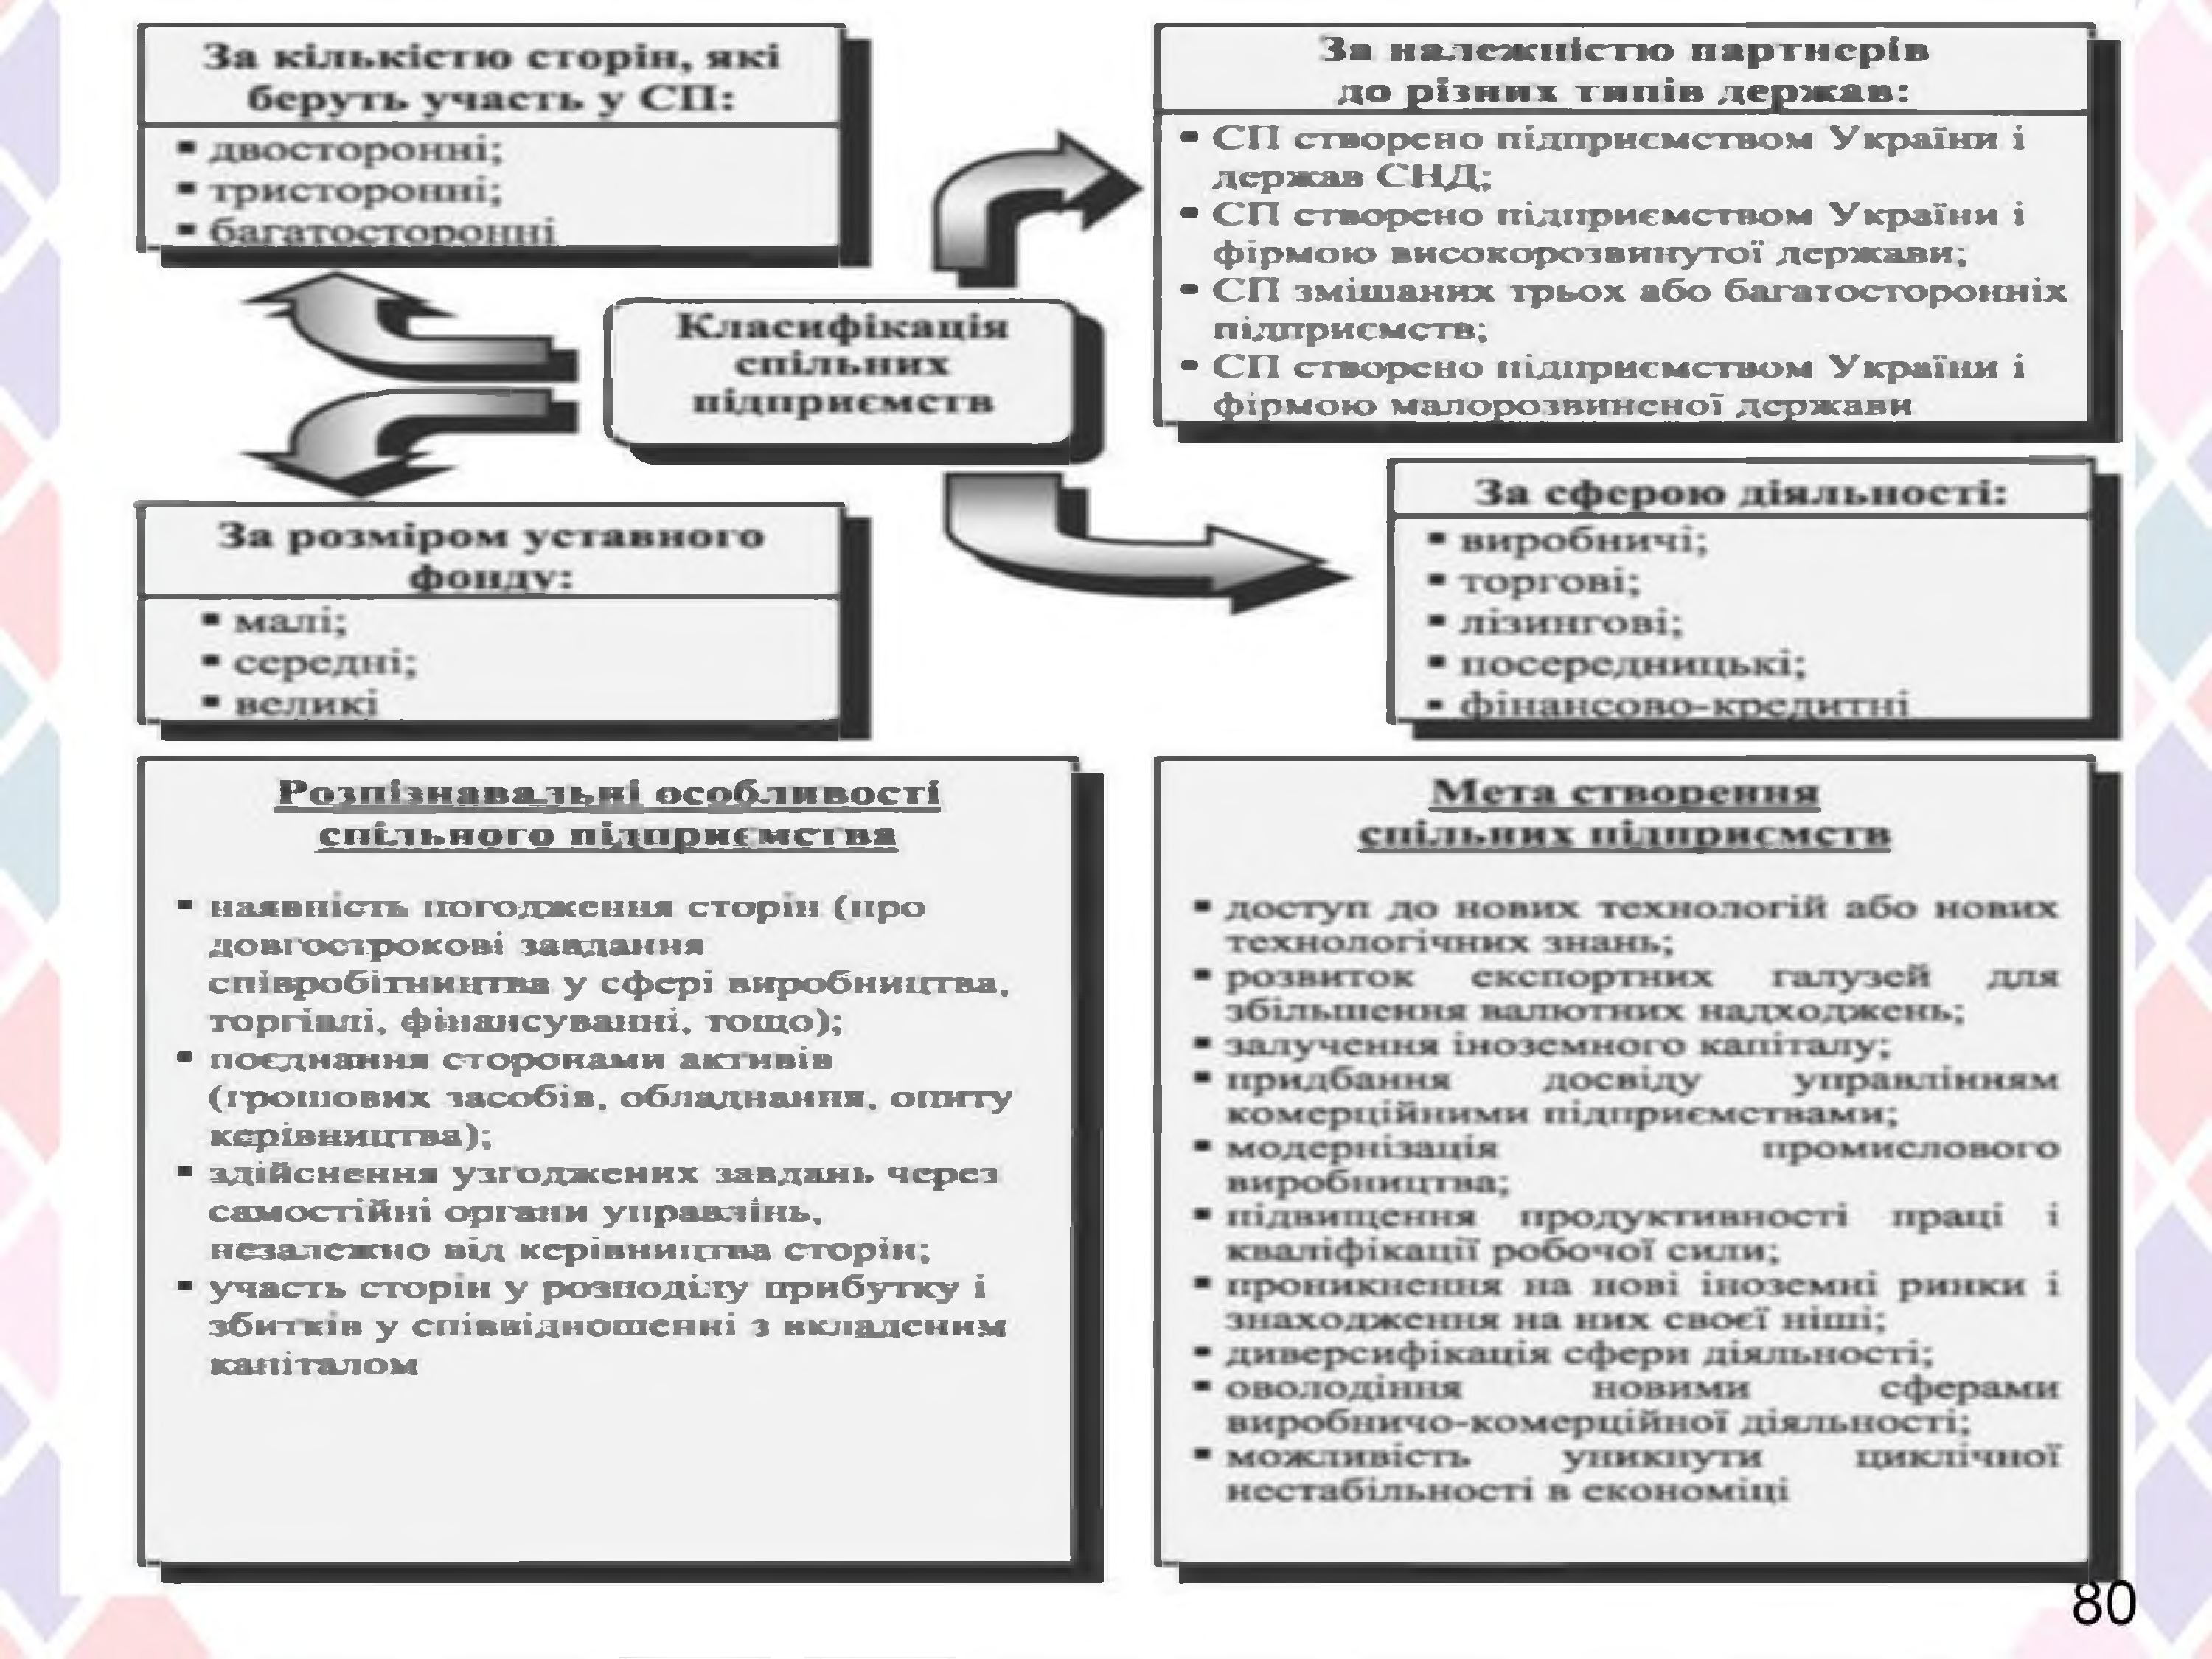 За кількістю сторін, які
беруть участь у СП:
▪ двосторонні;
▪ тристоронні;
▪ багатосторонні
За належністю партнерів
до різних типів держав:
▪ СП створено підприємством України і
держав СНД;
▪ СП створено підприємством України і
фірмою високорозвинутої держави;
▪ СП змішаних трьох або багатосторонніх
підприємств;
▪ СП створено підприємством України і
фірмою малорозвиненої держави
Класифікація
спільних
підприємств
За розміром уставного
фонду:
▪ малі;
▪ середні;
▪ великі
За сферою діяльності:
▪ виробничі;
▪ торгові;
▪ лізингові;
▪ посередницькі;
▪ фінансово-кредитні
Розпізнавальні особливості
спільного підприємства
▪ наявність погодження сторін (про
довгострокові завдання
співробітництва у сфері виробництва,
торгівлі, фінансуванні, тощо);
▪ поєднання сторонами активів
(грошових засобів, обладнання, опиту
керівництва);
▪ здійснення узгоджених завдань через
самостійні органи управлінь,
незалежно від керівництва сторін;
▪ участь сторін у розподілу прибутку і
збитків у співвідношенні з вкладеним
капіталом
Мета створення
спільних підприємств
▪ доступ до нових технологій або нових
технологічних знань;
▪ розвиток експортних галузей для
збільшення валютних надходжень;
▪ залучення іноземного капіталу;
▪ придбання досвіду управлінням
комерційними підприємствами;
▪ модернізація промислового
виробництва;
▪ підвищення продуктивності праці і
кваліфікації робочої сили;
▪ проникнення на нові іноземні ринки і
знаходження на них своєї ніші;
▪ диверсифікація сфери діяльності;
▪ оволодіння новими сферами
виробничо-комерційної діяльності;
▪ можливість уникнути циклічної
нестабільності в економіці
80